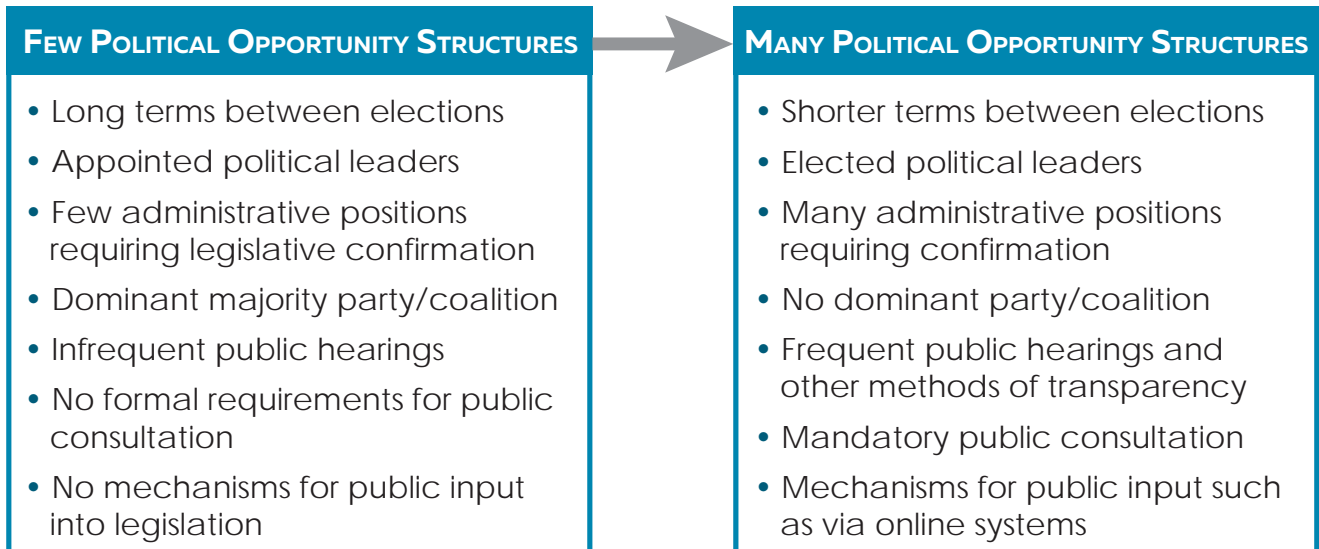 FEW POLITICAL OPPORTUNITY STRUCTURES
• Long terms between elections
• Appointed political leaders
• Few administrative positions
requiring legislative confirmation
• Dominant majority party/coalition
• Infrequent public hearings
• No formal requirements for public
consultation
• No mechanisms for public input
into legislation
MANY POLITICAL OPPORTUNITY STRUCTURES
• Shorter terms between elections
• Elected political leaders
• Many administrative positions
requiring confirmation
• No dominant party/coalition
• Frequent public hearings and
other methods of transparency
• Mandatory public consultation
• Mechanisms for public input such
as via online systems